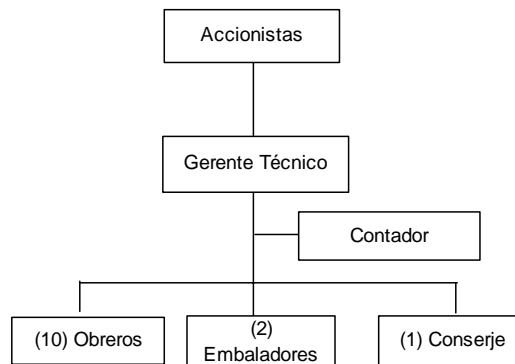 Accionistas
Gerente Técnico
Contador
(10) Obreros
(2)
Embaladores
(1) Conserje